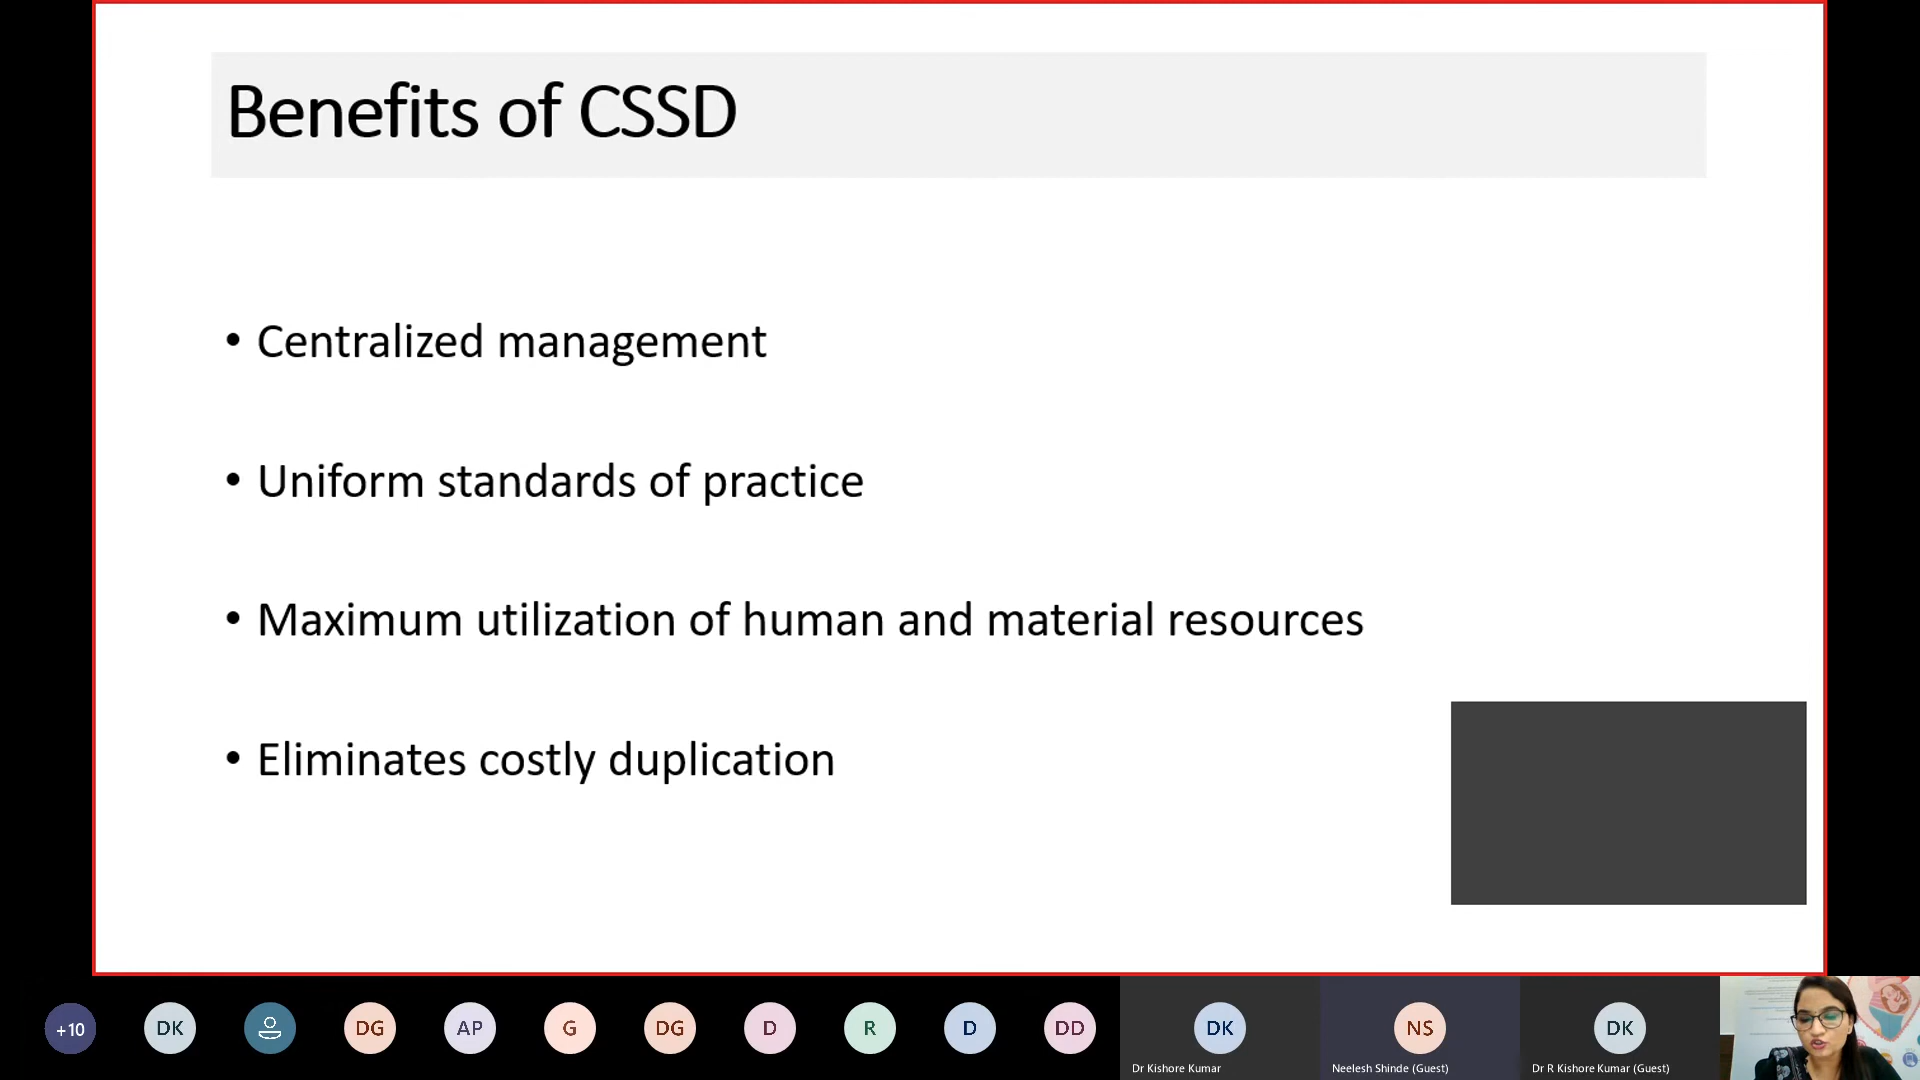 Benefits of CSSD
• Centralized management
• Uniform standards of practice
• Maximum utilization of human and material resources
• Eliminates costly duplication
+10
DK
DG
AP
G
DG
D
R
D
DD
DK
Dr Kishore Kumar
NS
Neelesh Shinde (Guest)
DK
Dr R Kishore Kumar (Guest)